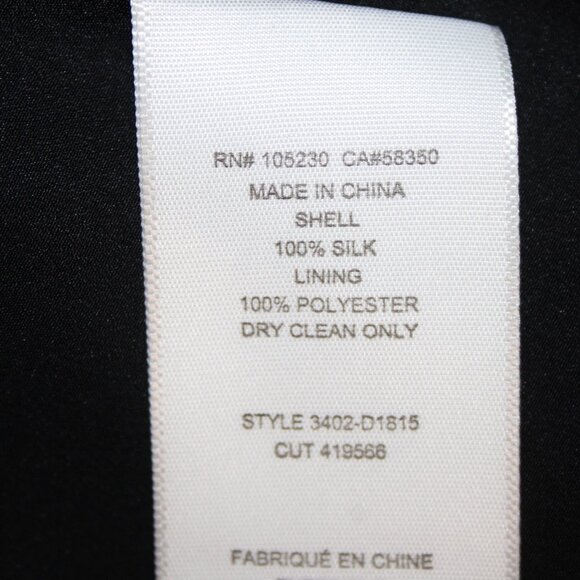 RN# 105230 CA#58350
MADE IN CHINA
SHELL
100% SILK
LINING
100% POLYESTER
DRY CLEAN ONLY
STYLE 3402-D1815
CUT 419566
FABRIQUÉ EN CHINE